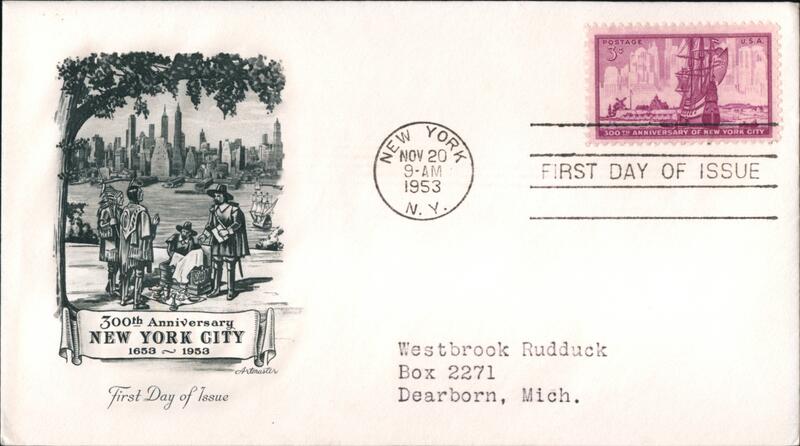 POSTAGE U.S.A.
3¢
300TH ANNIVERSARY OF NEW YORK CITY
NEW YORK
NOV 20
9-AM
1953
N.Y.
FIRST DAY OF ISSUE
300th Anniversary
NEW YORK CITY
1653 ~ 1953
Artmaster
First Day of Issue
Westbrook Rudduck
Box 2271
Dearborn, Mich.